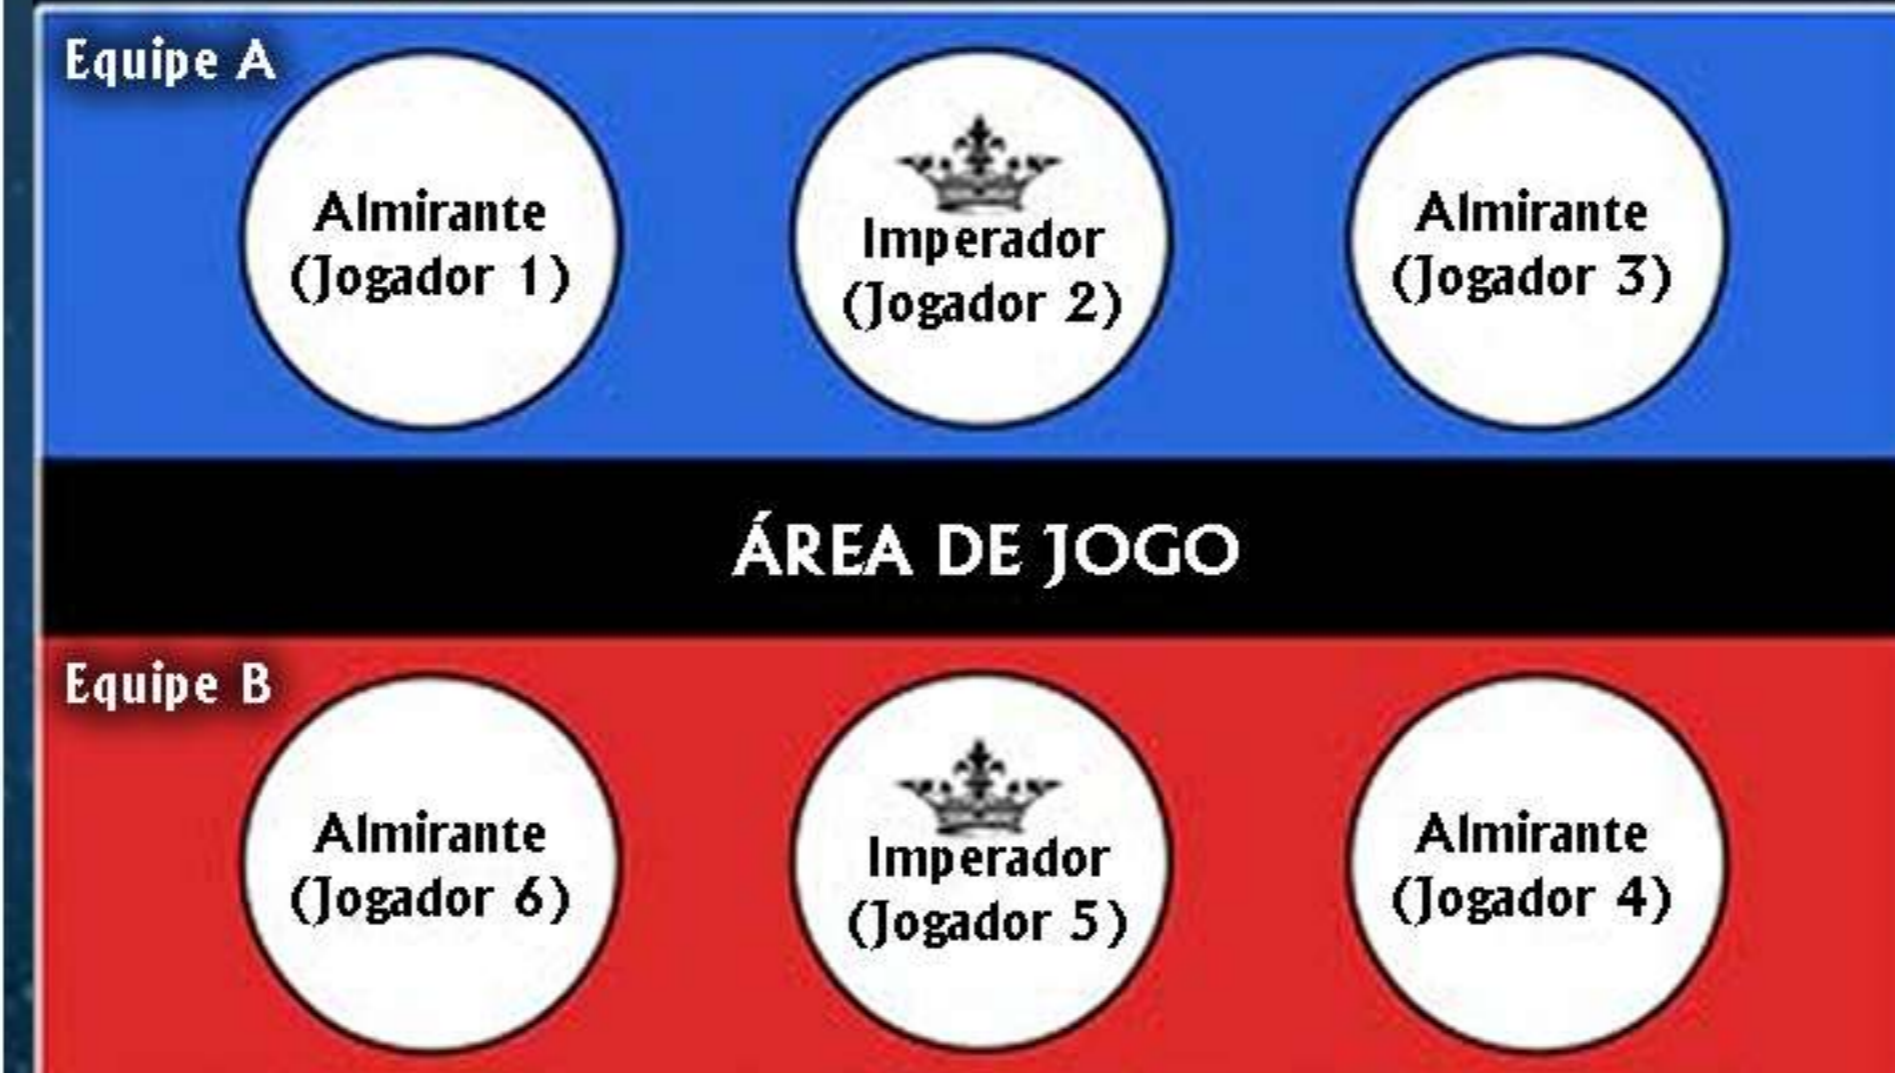 Equipe A
Almirante
(Jogador 1)
Imperador
(Jogador 2)
Almirante
(Jogador 3)
ÁREA DE JOGO
Equipe B
Almirante
(Jogador 6)
Imperador
(Jogador 5)
Almirante
(Jogador 4)